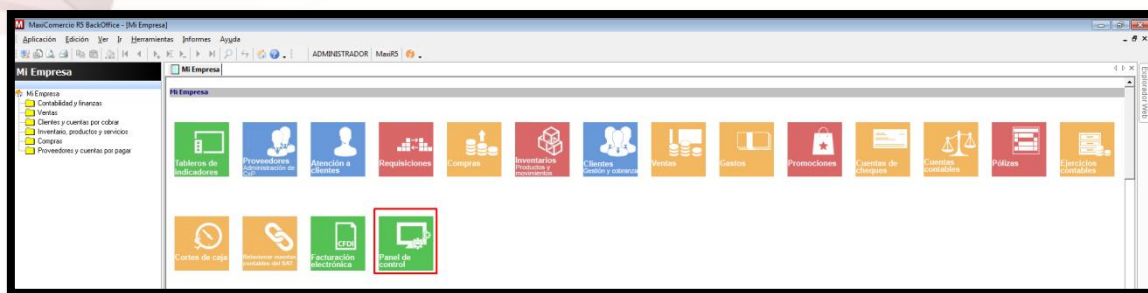 MaxiComercio R5 BackOffice - [Mi Empresa]
Aplicación Edición Ver Ir Herramientas Informes Ayuda
ADMINISTRADOR MaxiR5
Mi Empresa
Mi Empresa
Mi Empresa
Contabilidad y finanzas
Ventas
Clientes y cuentas por cobrar
Inventario, productos y servicios
Compras
Proveedores y cuentas por pagar
Mi Empresa
Tableros de
indicadores
Proveedores
Administración de
CxP
Atención a
clientes
Requisiciones
Compras
Inventarios
Productos y
movimientos
Clientes
Gestión y cobranza
Ventas
Gastos
Promociones
Cuentas de
cheques
Cuentas
contables
Pólizas
Ejercicios
contables
Cortes de caja
Relacionar cuentas
contables del SAT
CFDI
Facturación
electrónica
Panel de
control
Explorador Web